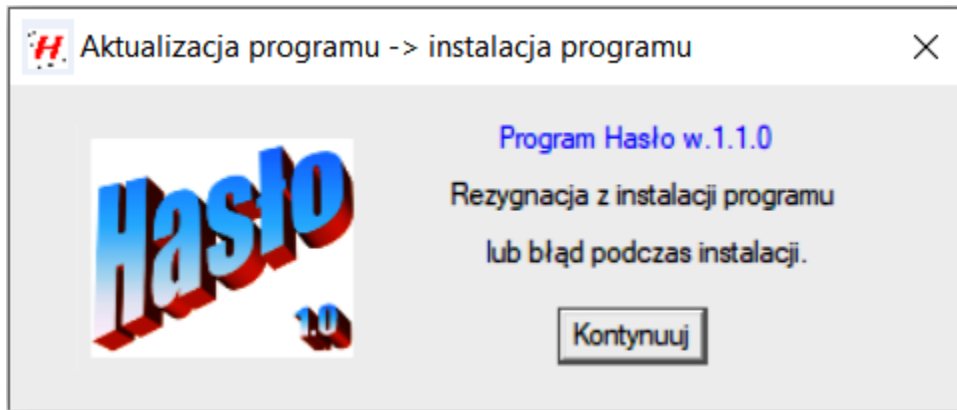 Aktualizacja programu -> instalacja programu
Hasło
1.0
Program Hasło w.1.1.0
Rezygnacja z instalacji programu
lub błąd podczas instalacji.
Kontynuuj